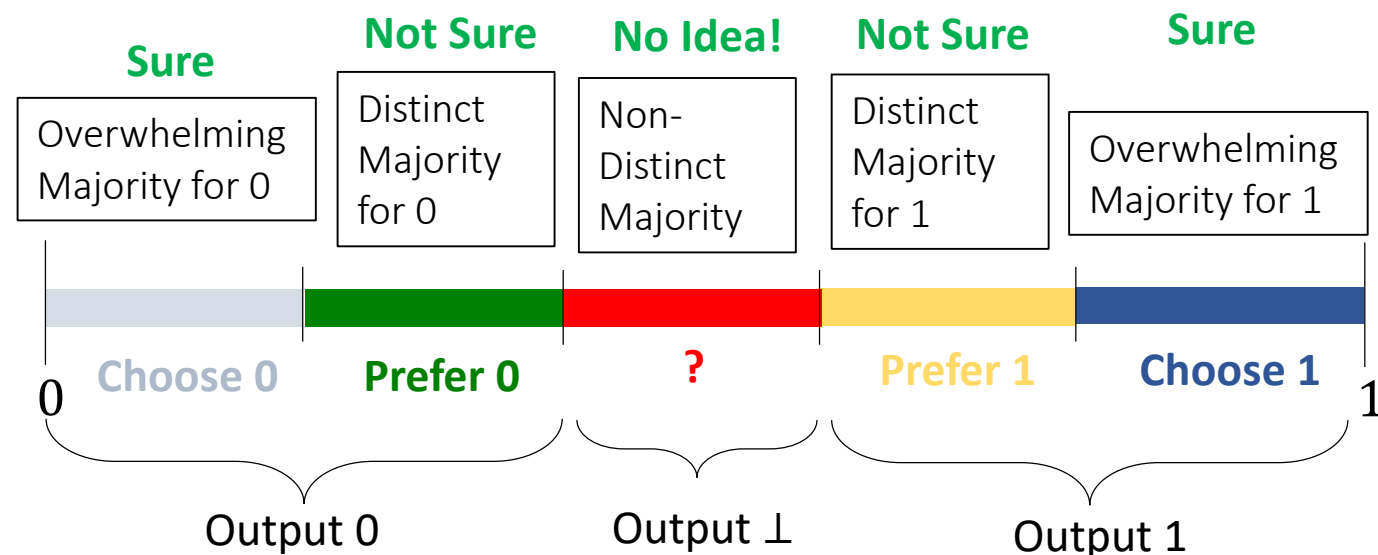 Sure
Not Sure
No Idea!
Not Sure
Sure
Overwhelming
Majority for 0
Distinct
Majority
for 0
Non-
Distinct
Majority
Distinct
Majority
for 1
Overwhelming
Majority for 1
0
Choose 0
Prefer 0
?
Prefer 1
Choose 1
1
Output 0
Output ⊥
Output 1